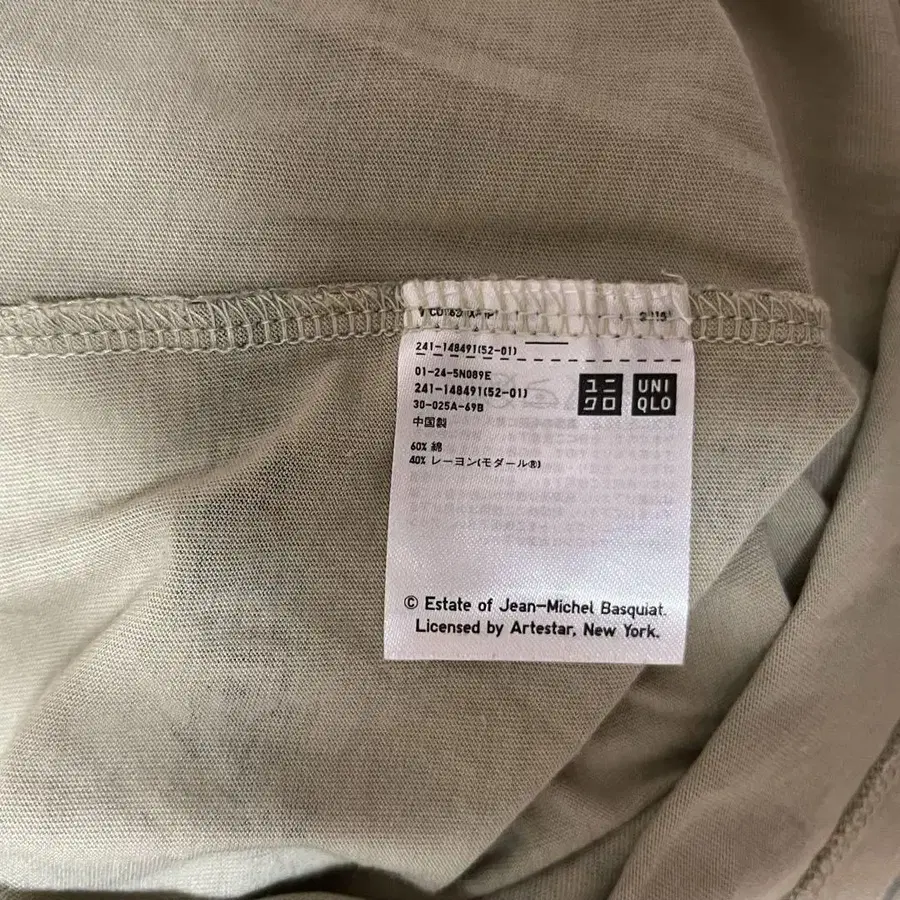 241-148491(52-01)
01-24-5N089E
241-148491(52-01)
30-025A-69B
中国製
ユニ
クロ
UNI
QLO
60% 綿
40% レーヨン(モダール®)
© Estate of Jean-Michel Basquiat.
Licensed by Artestar, New York.